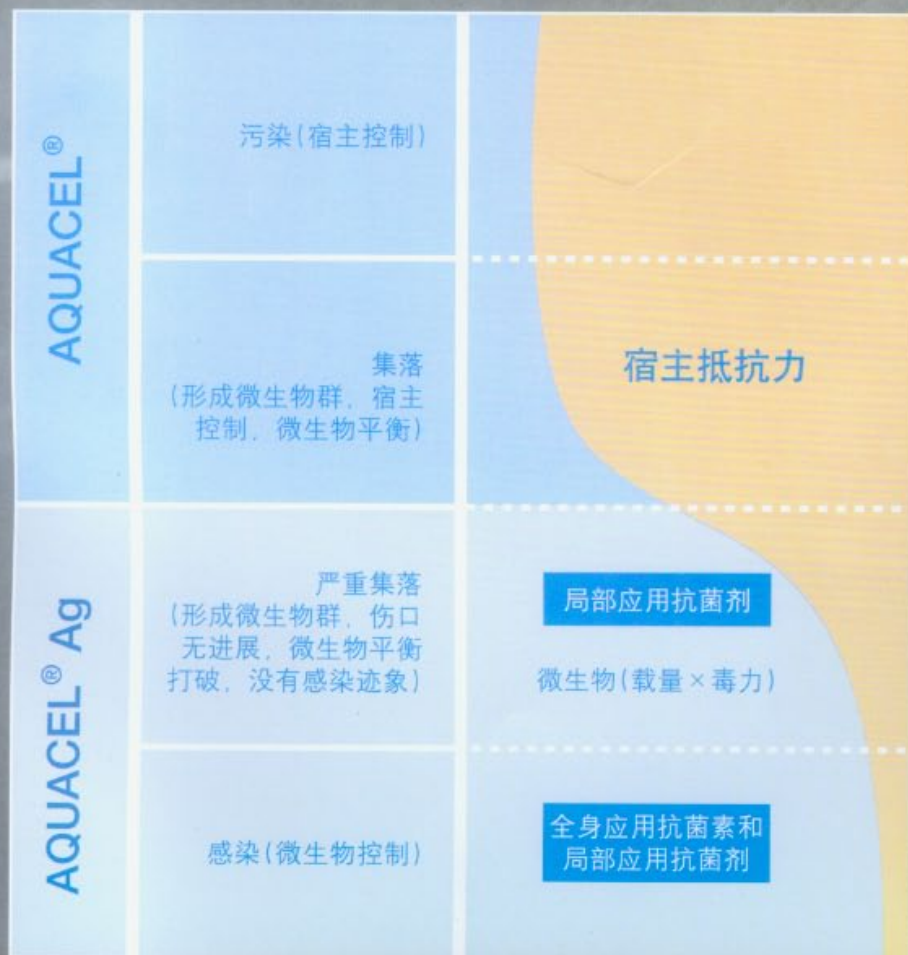 AQUACEL®
污染(宿主控制)
集落
(形成微生物群，宿主
控制，微生物平衡)
宿主抵抗力
AQUACEL® Ag
严重集落
(形成微生物群，伤口
无进展，微生物平衡
打破，没有感染迹象)
局部应用抗菌剂
微生物(载量×毒力)
感染(微生物控制)
全身应用抗菌素和
局部应用抗菌剂